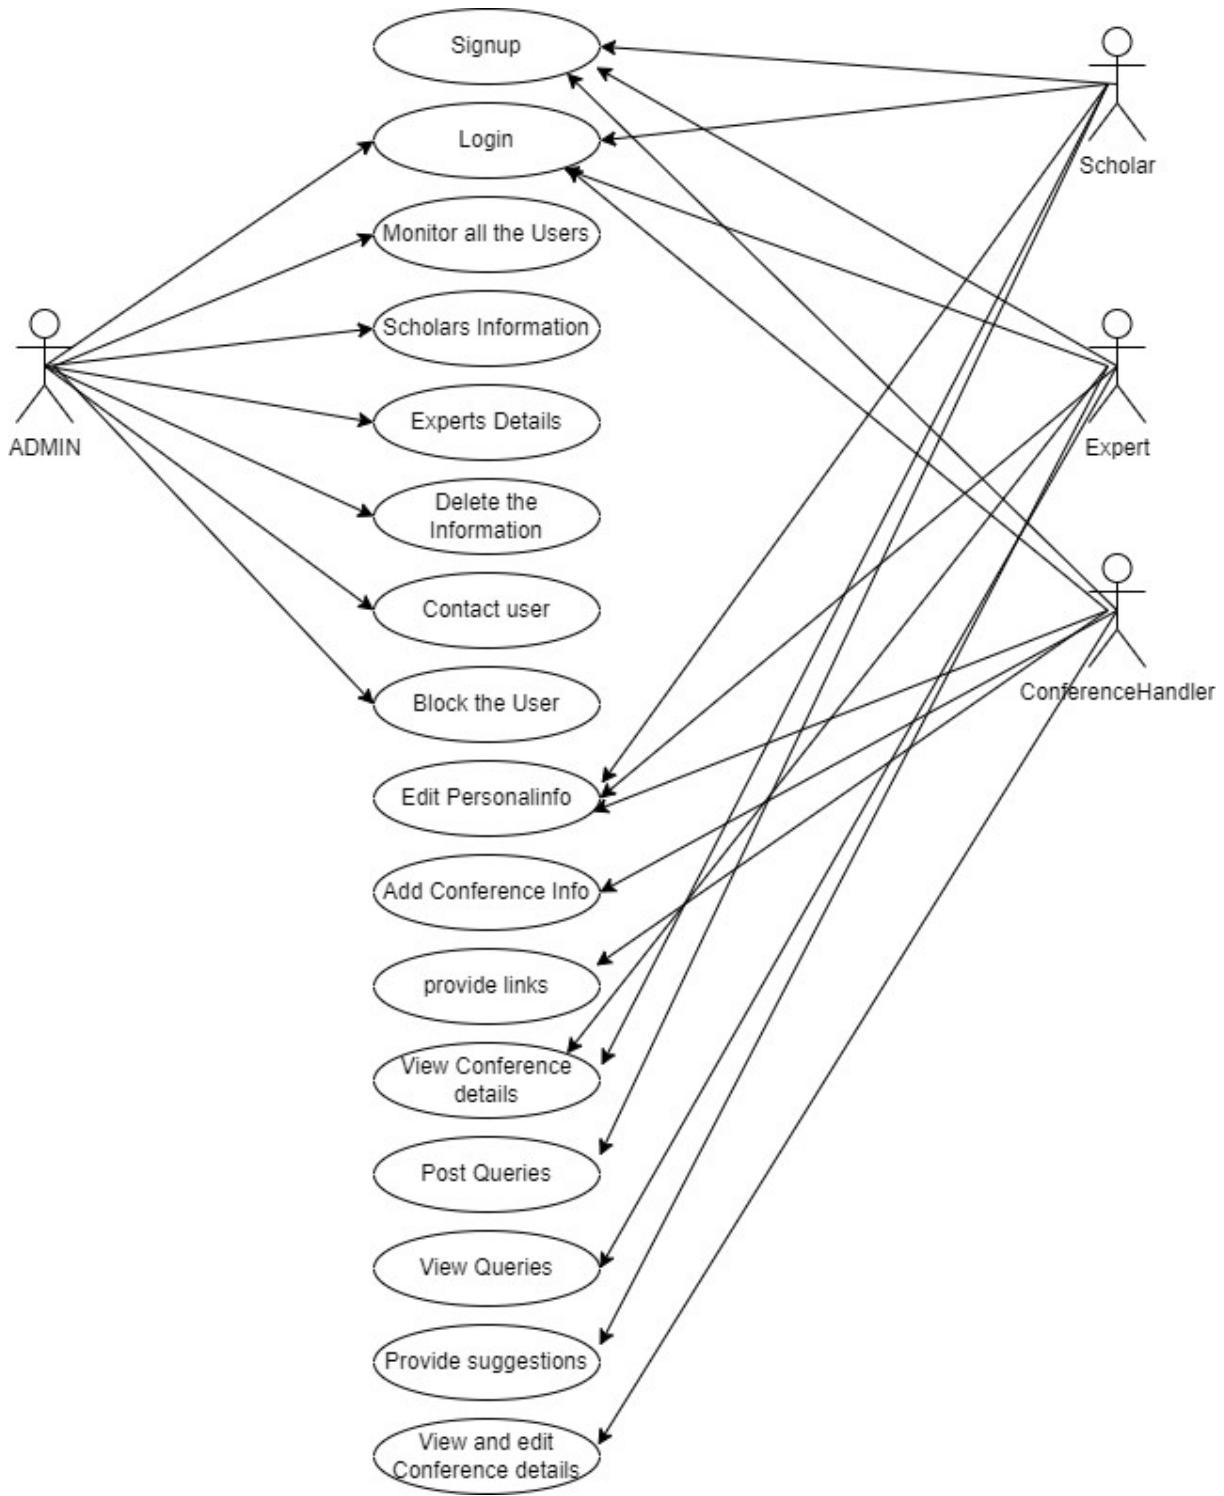 Signup
Scholar
Login
Monitor all the Users
Scholars Information
ADMIN
Experts Details
Expert
Delete the
Information
Contact user
Block the User
ConferenceHandler
Edit Personalinfo
Add Conference Info
provide links
View Conference
details
Post Queries
View Queries
Provide suggestions
View and edit
Conference details